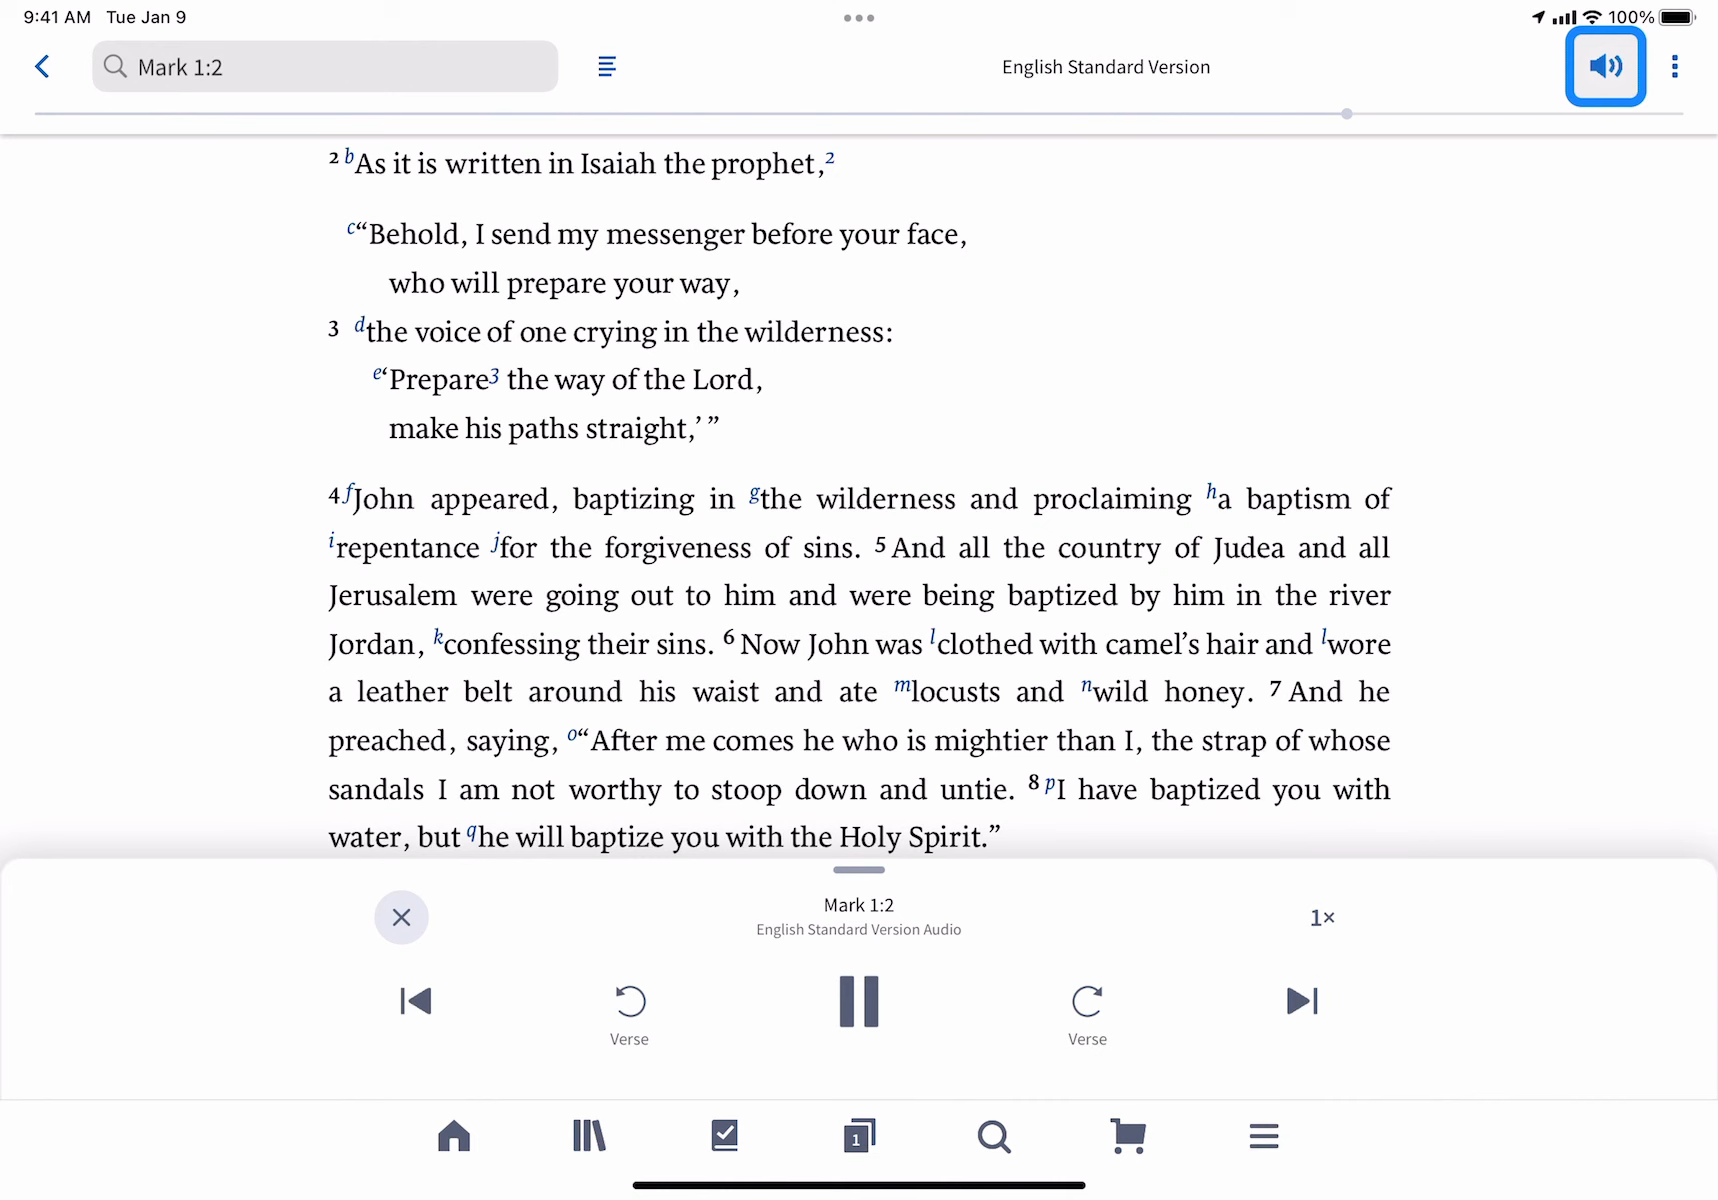 9:41 AM Tue Jan 9
100%
Mark 1:2
English Standard Version
2 bAs it is written in Isaiah the prophet,2
c“Behold, I send my messenger before your face,
who will prepare your way,
3 dthe voice of one crying in the wilderness:
e‘Prepare3 the way of the Lord,
make his paths straight,’ ”
4 fJohn appeared, baptizing in gthe wilderness and proclaiming ha baptism of
irepentance jfor the forgiveness of sins. 5 And all the country of Judea and all
Jerusalem were going out to him and were being baptized by him in the river
Jordan, kconfessing their sins. 6 Now John was lclothed with camel’s hair and lwore
a leather belt around his waist and ate mlocusts and nwild honey. 7 And he
preached, saying, o“After me comes he who is mightier than I, the strap of whose
sandals I am not worthy to stoop down and untie. 8 pI have baptized you with
water, but qhe will baptize you with the Holy Spirit.”
Mark 1:2
English Standard Version Audio
1×
Verse
Verse
1